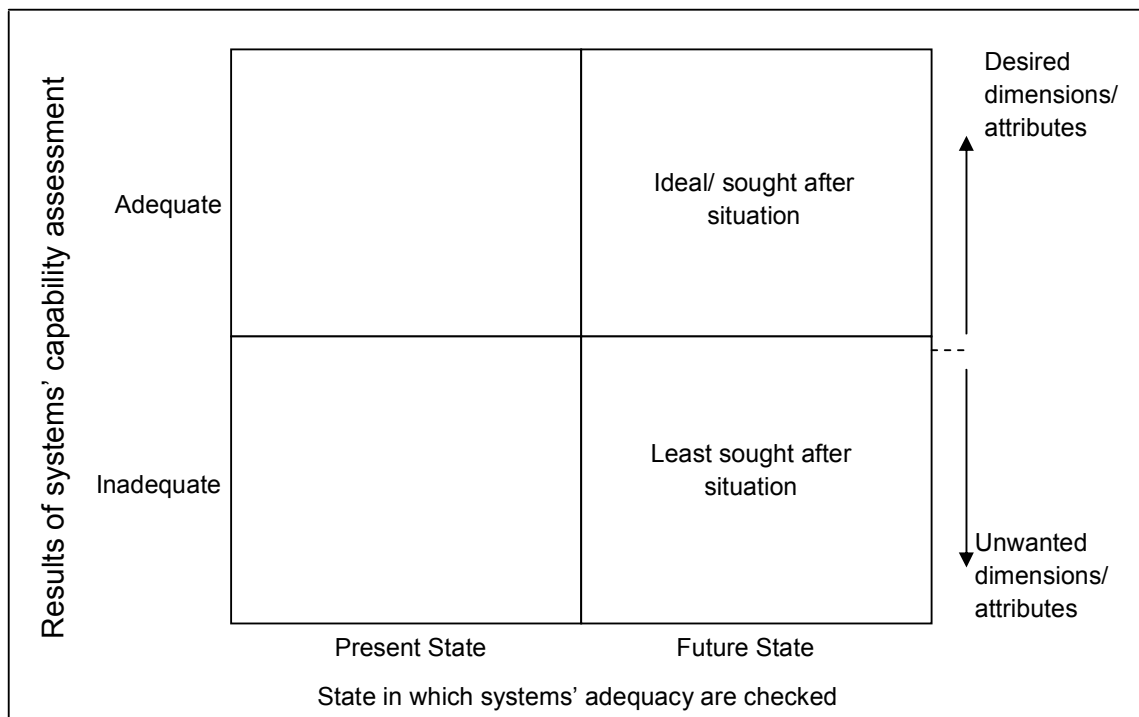 Results of systems’ capability assessment
Desired
dimensions/
attributes
Adequate
Ideal/ sought after
situation
Inadequate
Least sought after
situation
Unwanted
dimensions/
attributes
Present State
Future State
State in which systems’ adequacy are checked